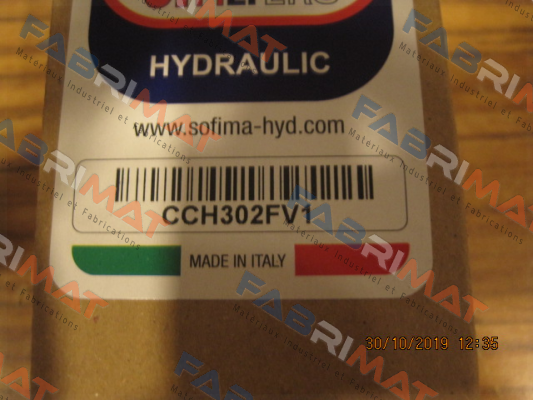 HYDRAULIC
www.sofima-hyd.com
CCH302FV1
MADE IN ITALY
30/10/2019 12:35
FABRIMAT
Materiaux Industriel et Fabrications